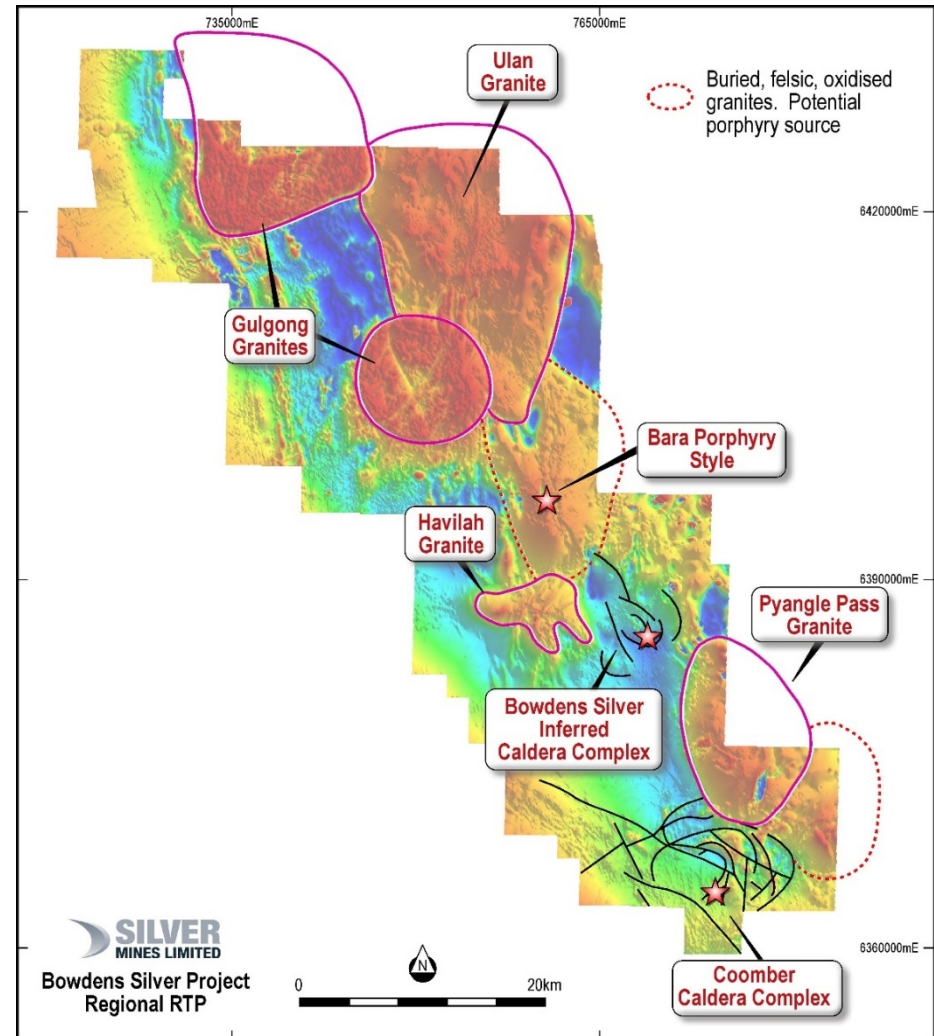 735000mE
765000mE
Ulan
Granite
Buried, felsic, oxidised
granites. Potential
porphyry source
6420000mE
Gulgong
Granites
Bara Porphyry
Style
Havilah
Granite
6390000mE
Pyangle Pass
Granite
Bowdens Silver
Inferred
Caldera Complex
SILVER
MINES LIMITED
Bowdens Silver Project
Regional RTP
N
0
20km
6360000mE
Coomber
Caldera Complex